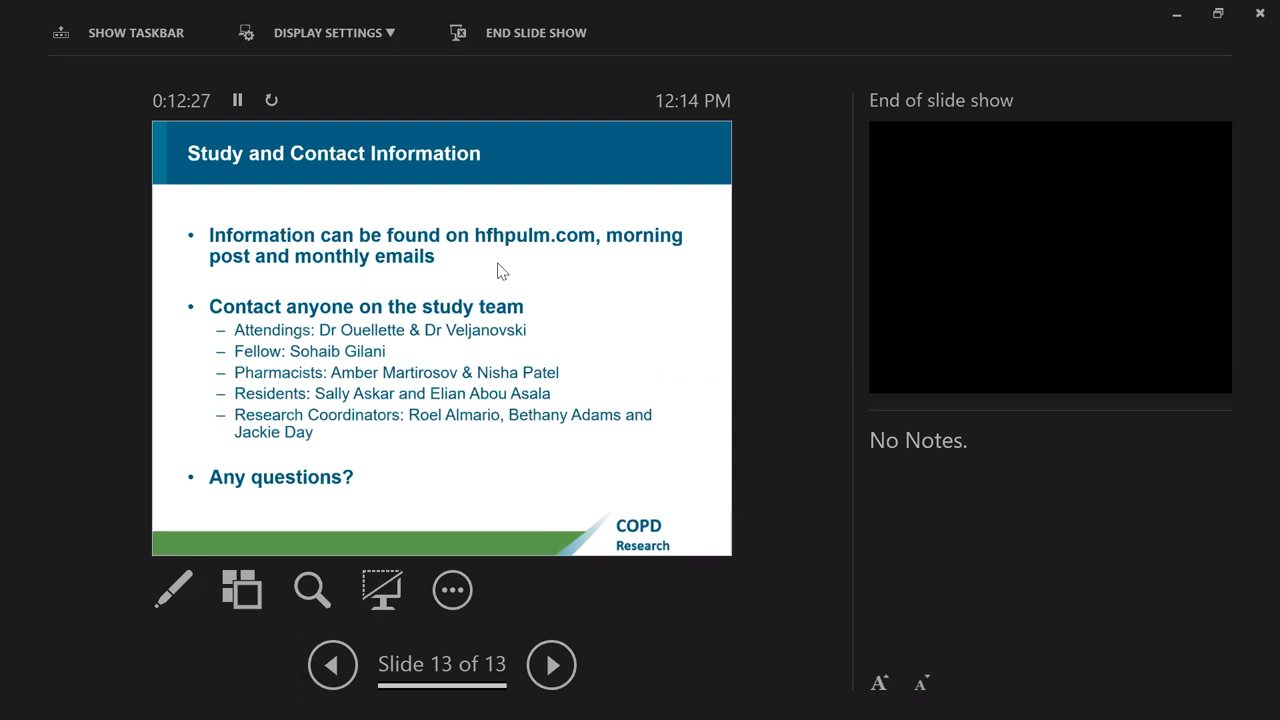 SHOW TASKBAR
DISPLAY SETTINGS ▼
END SLIDE SHOW
0:12:27
12:14 PM
Study and Contact Information
• Information can be found on hfhpulm.com, morning
post and monthly emails
• Contact anyone on the study team
– Attendings: Dr Ouellette & Dr Veljanovski
– Fellow: Sohaib Gilani
– Pharmacists: Amber Martirosov & Nisha Patel
– Residents: Sally Askar and Elian Abou Asala
– Research Coordinators: Roel Almario, Bethany Adams and
Jackie Day
• Any questions?
COPD
Research
Slide 13 of 13
End of slide show
No Notes.
A
A